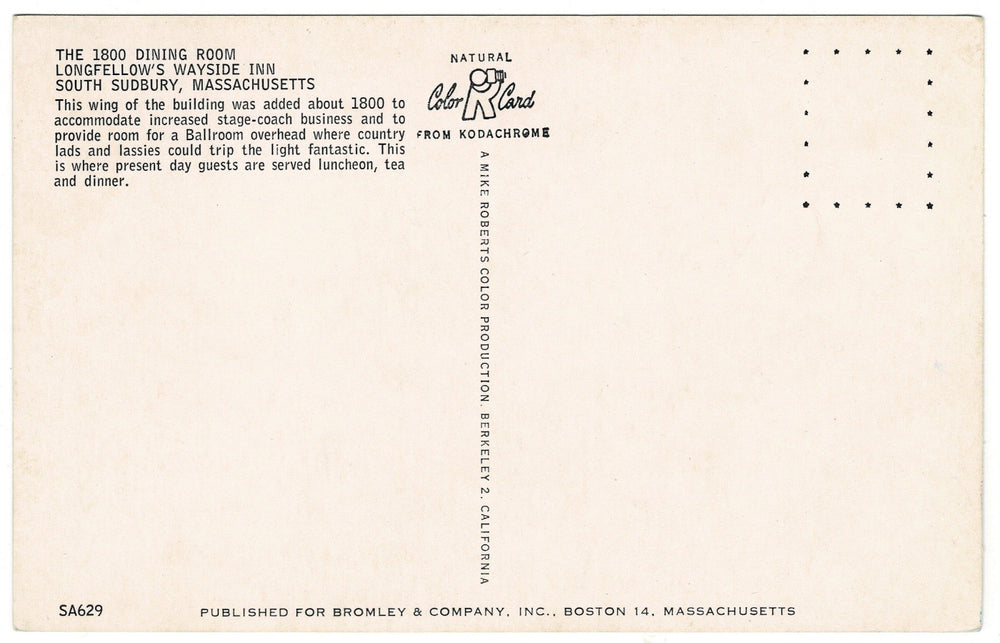 THE 1800 DINING ROOM
LONGFELLOW'S WAYSIDE INN
SOUTH SUDBURY, MASSACHUSETTS
This wing of the building was added about 1800 to
accommodate increased stage-coach business and to
provide room for a Ballroom overhead where country
lads and lassies could trip the light fantastic. This
is where present day guests are served luncheon, tea
and dinner.
NATURAL
Color Card
FROM KODACHROME
A MIKE ROBERTS COLOR PRODUCTION. BERKELEY 2. CALIFORNIA
SA629
PUBLISHED FOR BROMLEY & COMPANY, INC., BOSTON 14, MASSACHUSETTS